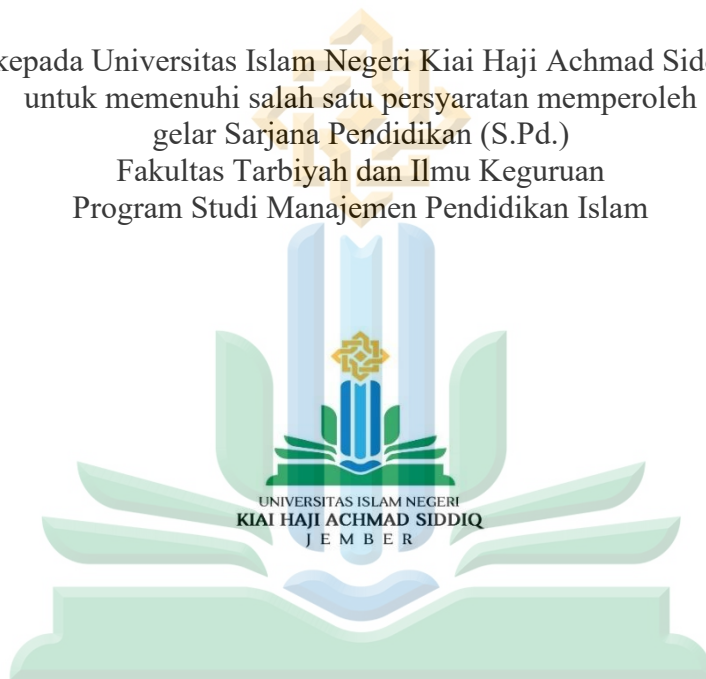 kepada Universitas Islam Negeri Kiai Haji Achmad
untuk memenuhi salah satu persyaratan memperoleh
gelar Sarjana Pendidikan (S.Pd.)
Fakultas Tarbiyah dan Ilmu Keguruan
Program Studi Manajemen Pendidikan Islam
UNIVERSITAS ISLAM NEGERI
KIAI HAJI ACHMAD SIDDIQ
JEMBER